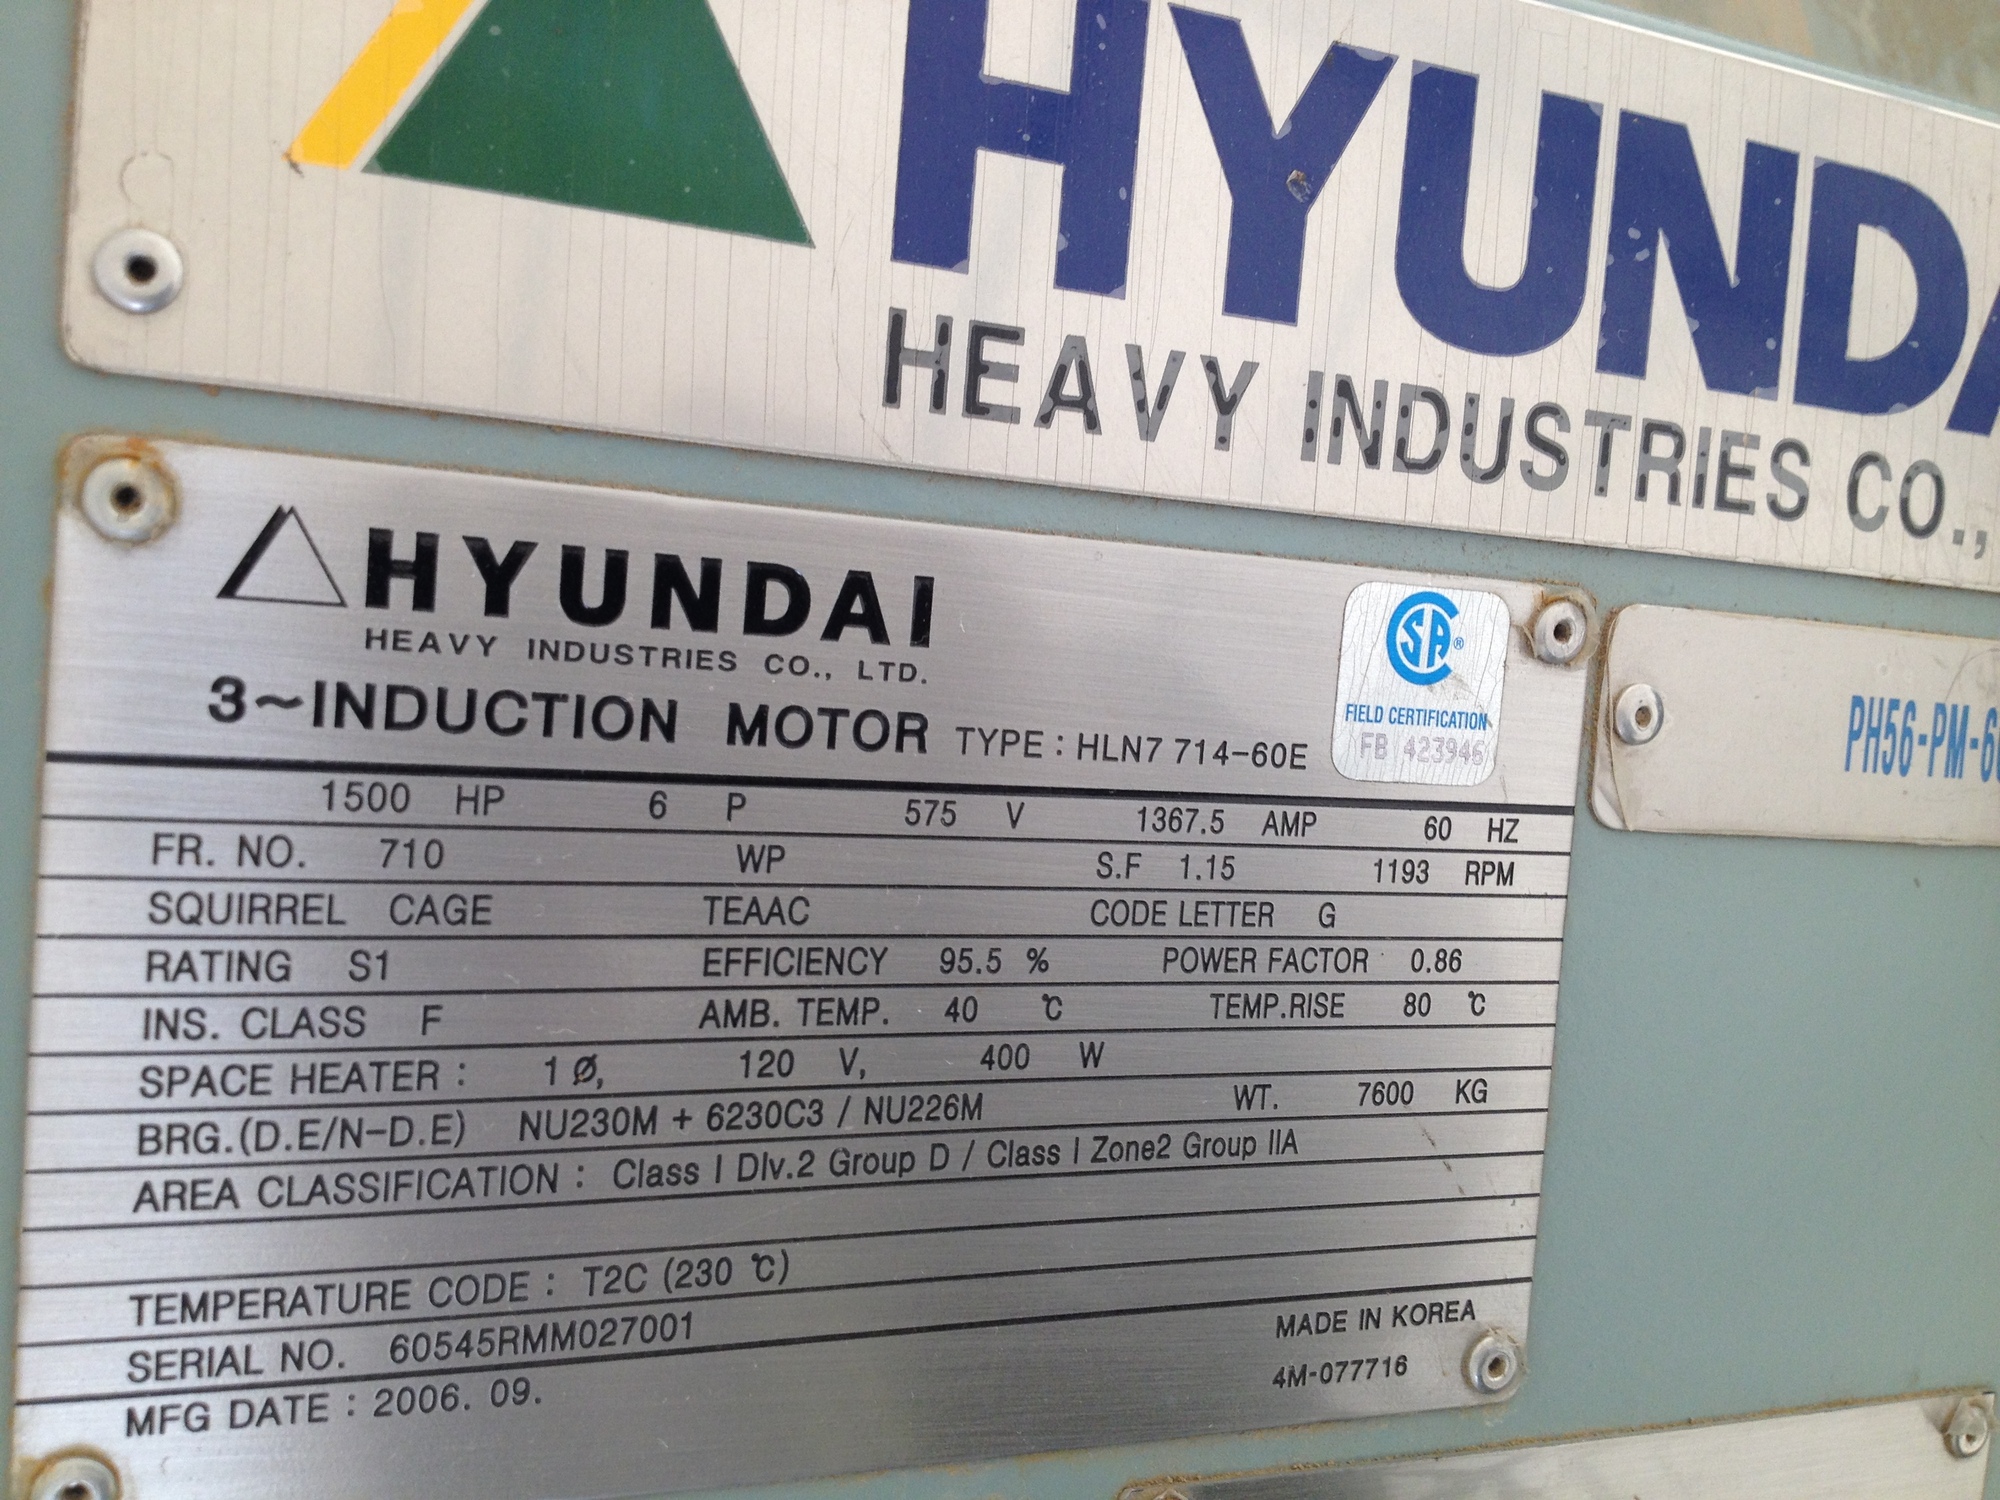 HYUNDA
HEAVY INDUSTRIES CO.,
HYUNDAI
HEAVY INDUSTRIES CO., LTD.
3~INDUCTION MOTOR TYPE : HLN7 714-60E
CSA ®
FIELD CERTIFICATION
FB 423946
PH56-PM-6
1500 HP 6 P 575 V 1367.5 AMP 60 HZ
FR. NO. 710 WP S.F 1.15 1193 RPM
SQUIRREL CAGE TEAAC CODE LETTER G
RATING S1 EFFICIENCY 95.5 % POWER FACTOR 0.86
INS. CLASS F AMB. TEMP. 40 ℃ TEMP.RISE 80 ℃
SPACE HEATER : 1 Ø, 120 V, 400 W
BRG.(D.E/N-D.E) NU230M + 6230C3 / NU226M WT. 7600 KG
AREA CLASSIFICATION : Class I DIv.2 Group D / Class I Zone2 Group IIA
TEMPERATURE CODE : T2C (230 ℃)
SERIAL NO. 60545RMM027001
MADE IN KOREA
MFG DATE : 2006. 09.
4M-077716